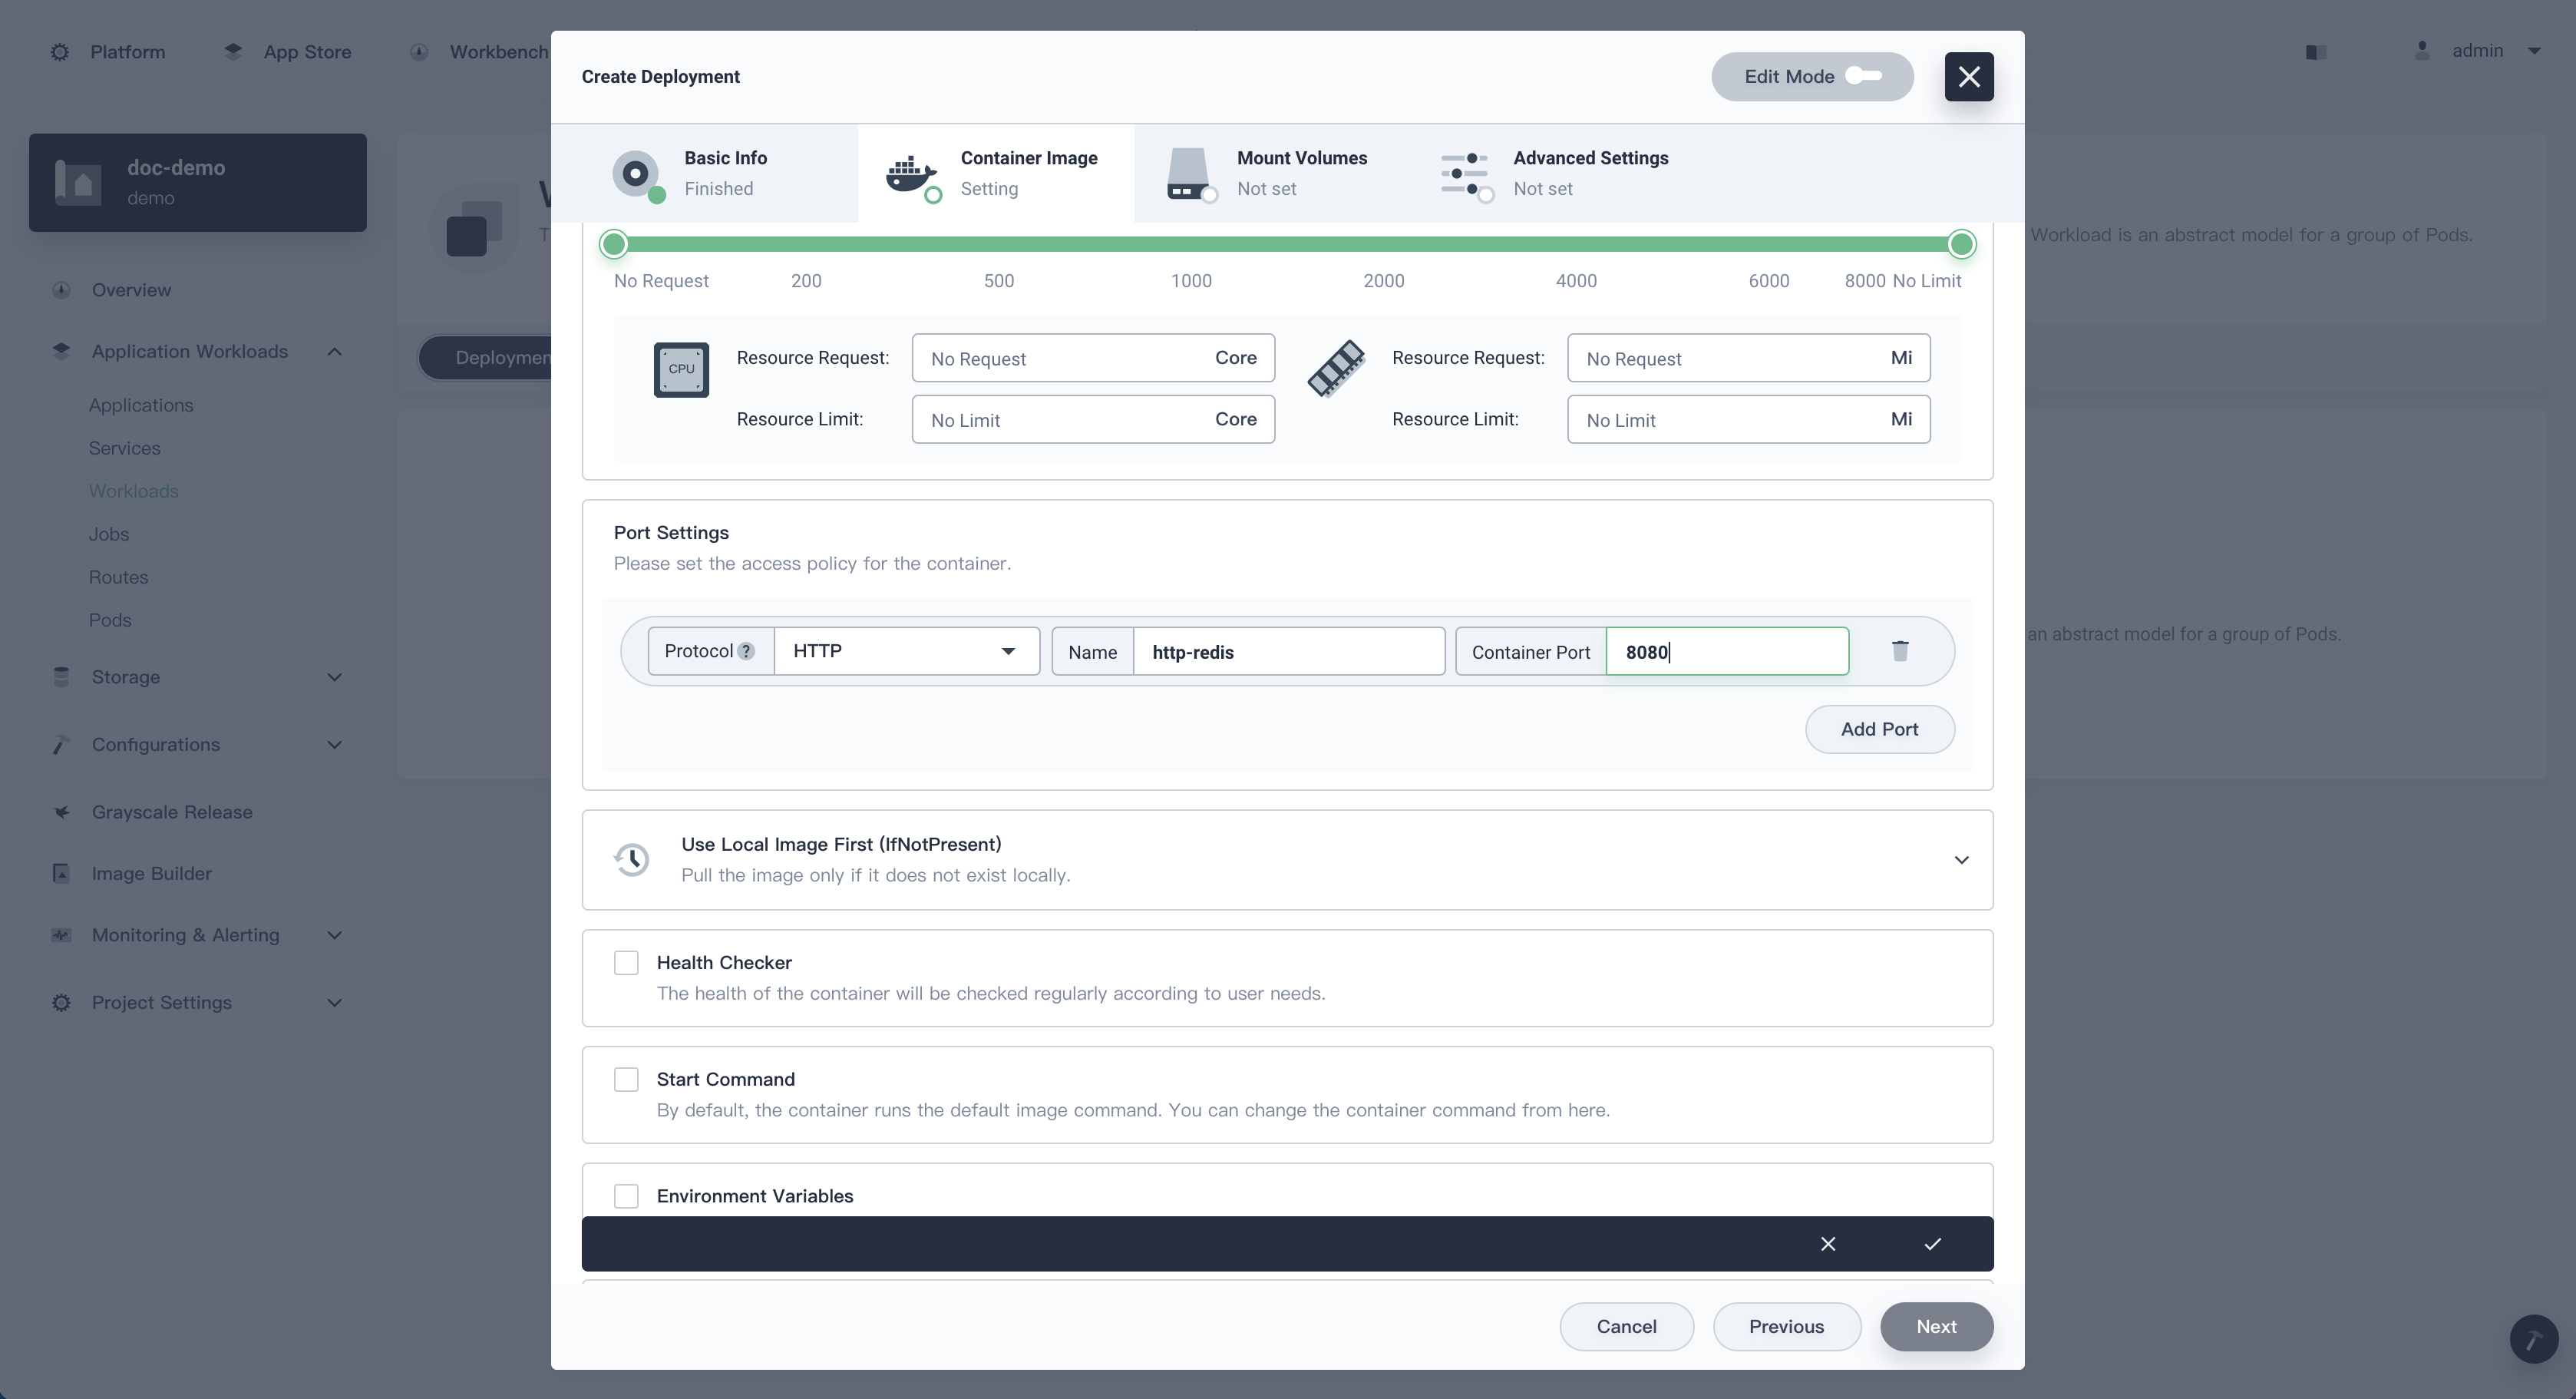 Platform
App Store
Workbench
admin
Create Deployment
Edit Mode
doc-demo
demo
Overview
Application Workloads
Applications
Services
Workloads
Jobs
Routes
Pods
Storage
Configurations
Grayscale Release
Image Builder
Monitoring & Alerting
Project Settings
Deploymen
Workload is an abstract model for a group of Pods.
an abstract model for a group of Pods.
Basic Info
Finished
Container Image
Setting
Mount Volumes
Not set
Advanced Settings
Not set
No Request 200 500 1000 2000 4000 6000 8000 No Limit
CPU
Resource Request: No Request Core
Resource Limit: No Limit Core
Resource Request: No Request Mi
Resource Limit: No Limit Mi
Port Settings
Please set the access policy for the container.
Protocol ? HTTP Name http-redis Container Port 8080
Add Port
Use Local Image First (IfNotPresent)
Pull the image only if it does not exist locally.
Health Checker
The health of the container will be checked regularly according to user needs.
Start Command
By default, the container runs the default image command. You can change the container command from here.
Environment Variables
Cancel Previous Next